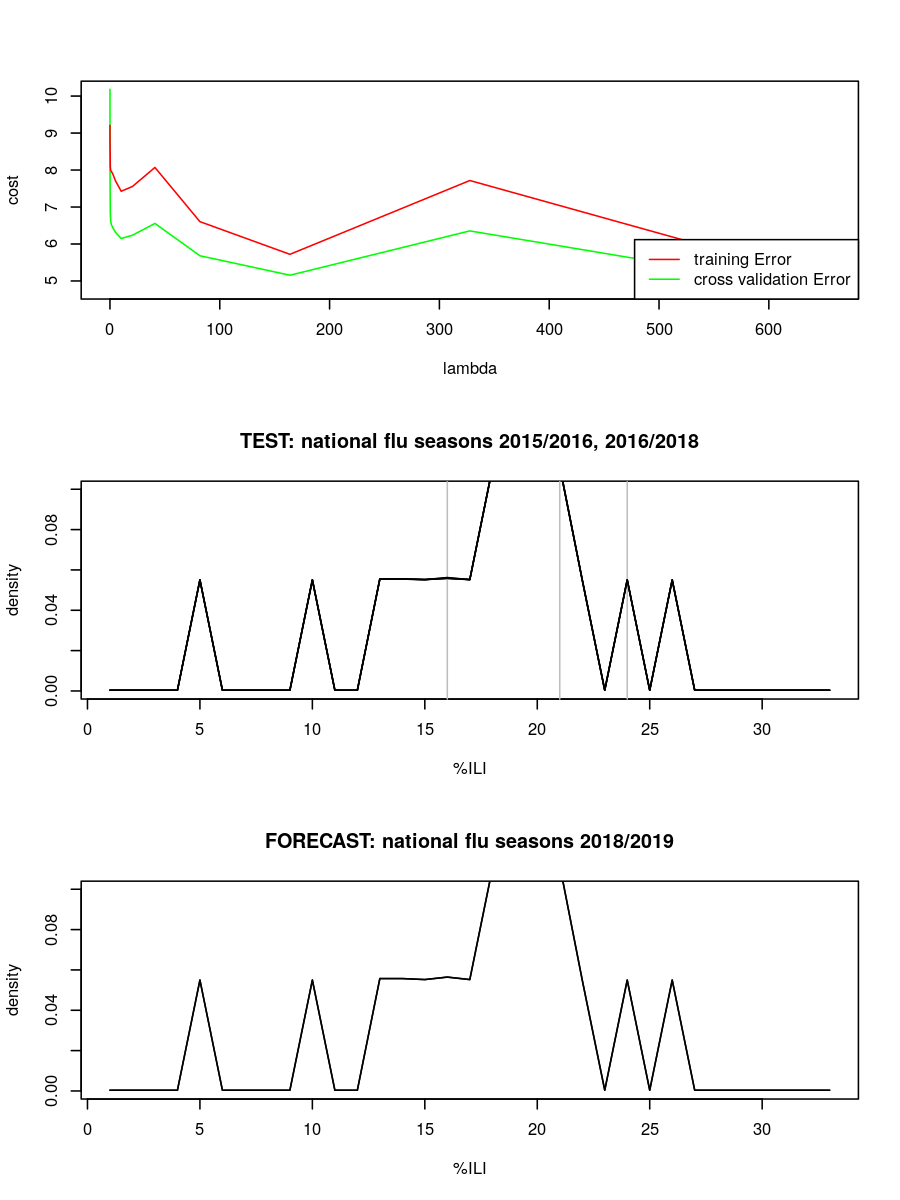 10
9
8
7
6
5
cost
0 100 200 300 400 500 600
lambda
training Error
cross validation Error
TEST: national flu seasons 2015/2016, 2016/2018
0.08
0.04
0.00
density
0 5 10 15 20 25 30
%ILI
FORECAST: national flu seasons 2018/2019
0.08
0.04
0.00
density
0 5 10 15 20 25 30
%ILI